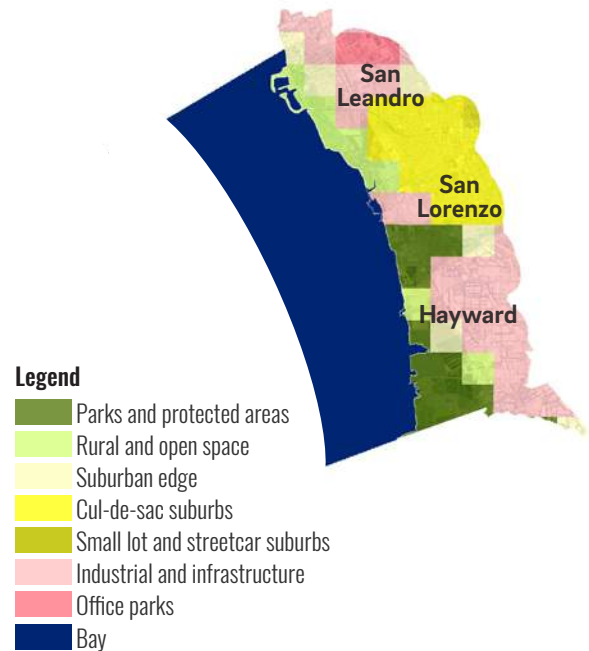 San
Leandro
San
Lorenzo
Hayward
Legend
Parks and protected areas
Rural and open space
Suburban edge
Cul-de-sac suburbs
Small lot and streetcar suburbs
Industrial and infrastructure
Office parks
Bay